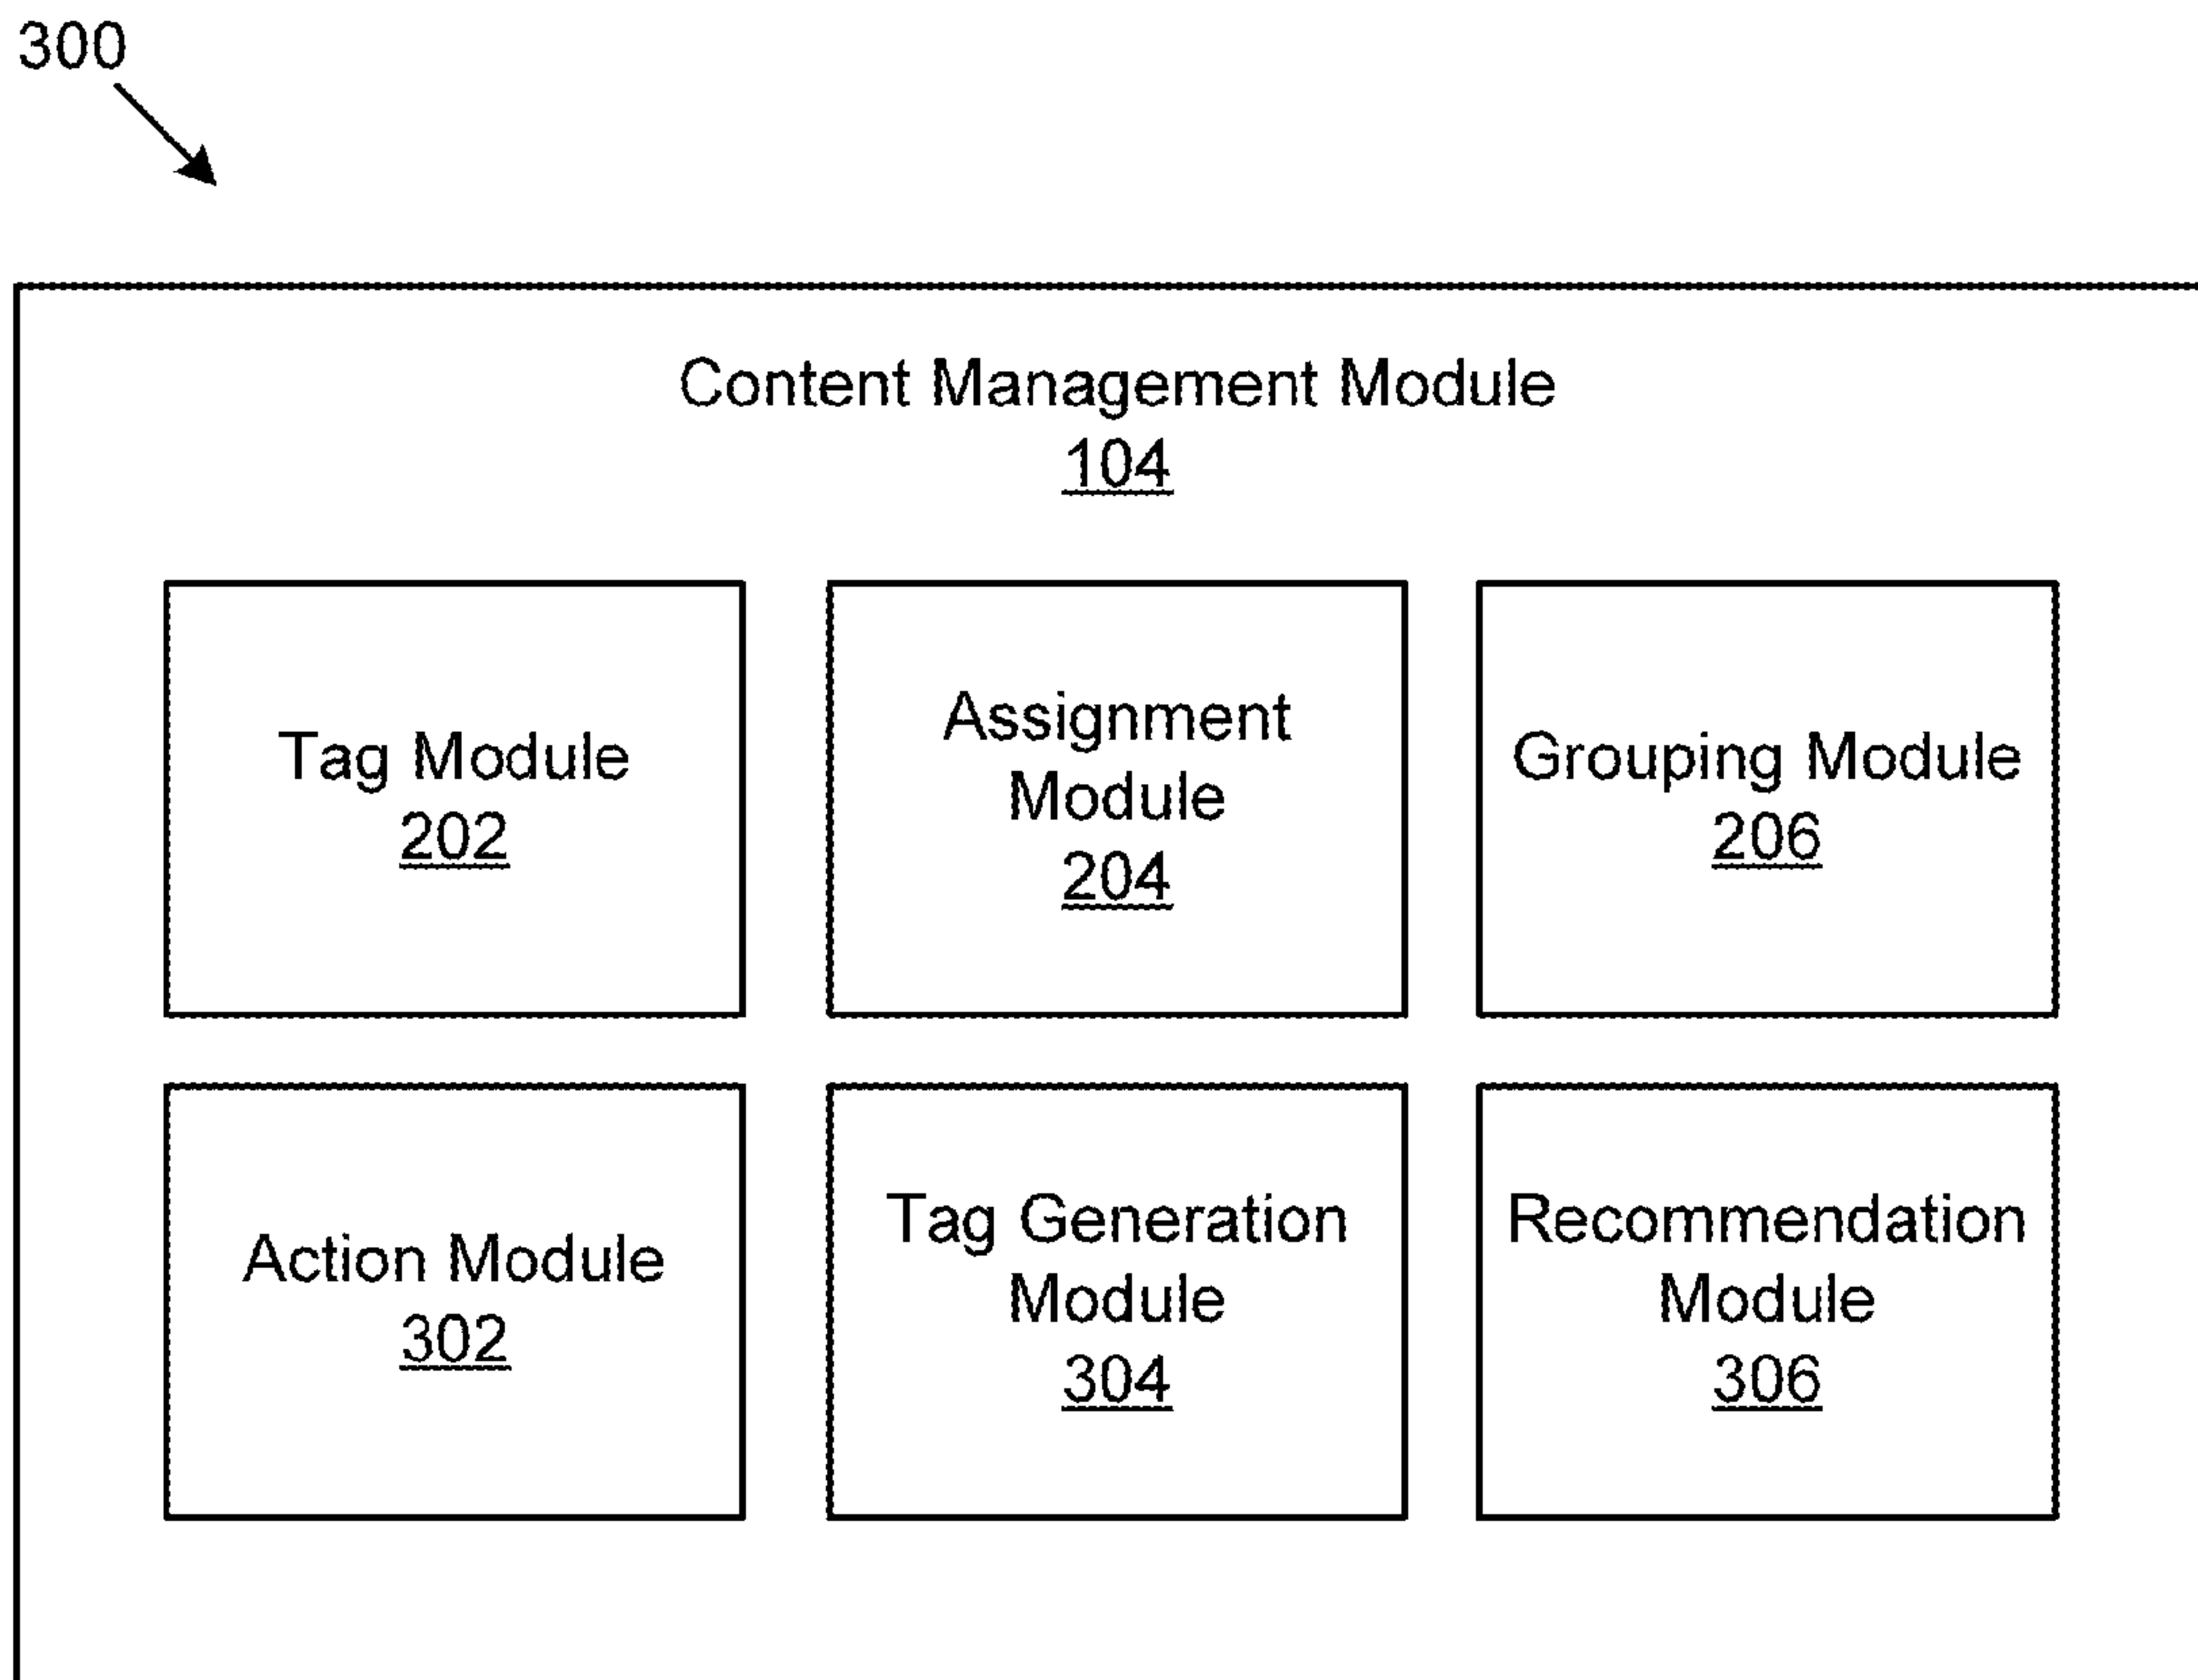 300
Content Management Module
104
Tag Module
202
Assignment
Module
204
Grouping Module
206
Action Module
302
Tag Generation
Module
304
Recommendation
Module
306